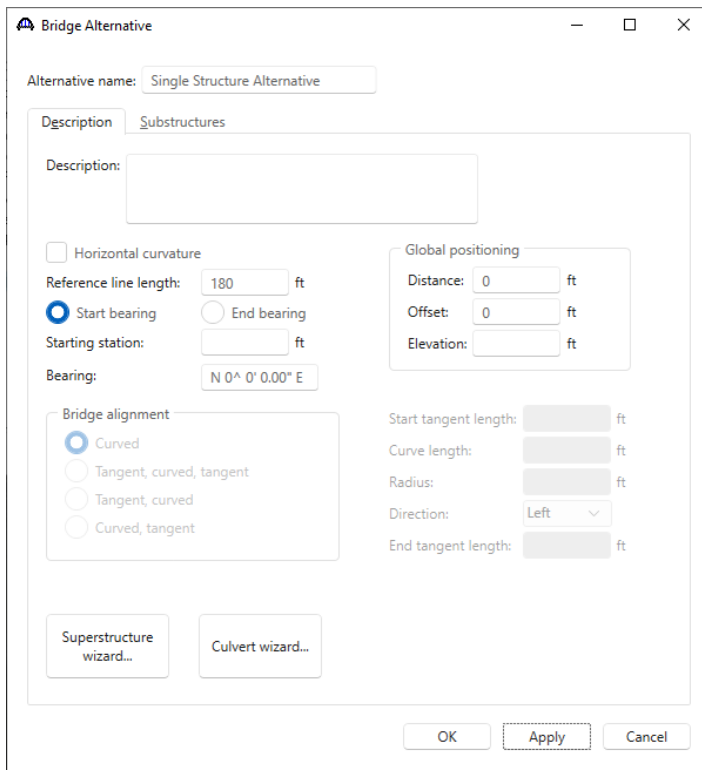 Bridge Alternative
Alternative name: Single Structure Alternative
Description Substructures
Description:
Horizontal curvature
Reference line length: 180 ft
Start bearing End bearing
Starting station: ft
Bearing: N 0^ 0' 0.00" E
Global positioning
Distance: 0 ft
Offset: 0 ft
Elevation: ft
Bridge alignment
Curved
Tangent, curved, tangent
Tangent, curved
Curved, tangent
Start tangent length: ft
Curve length: ft
Radius: ft
Direction: Left
End tangent length: ft
Superstructure
wizard...
Culvert wizard...
OK Apply Cancel